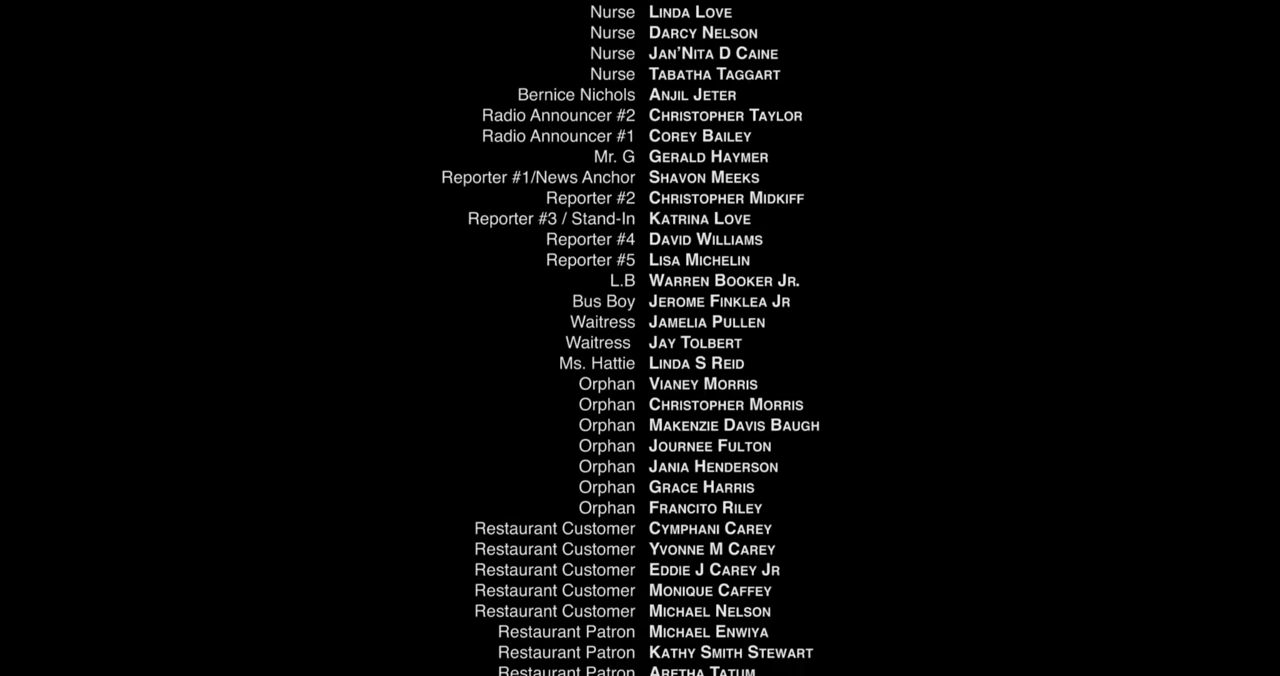 Nurse LINDA LOVE
Nurse DARCY NELSON
Nurse JAN'NITA D CAINE
Nurse TABATHA TAGGART
Bernice Nichols ANJIL JETER
Radio Announcer #2 CHRISTOPHER TAYLOR
Radio Announcer #1 COREY BAILEY
Mr. G GERALD HAYMER
Reporter #1/News Anchor SHAVON MEEKS
Reporter #2 CHRISTOPHER MIDKIFF
Reporter #3 / Stand-In KATRINA LOVE
Reporter #4 DAVID WILLIAMS
Reporter #5 LISA MICHELIN
L.B WARREN BOOKER JR.
Bus Boy JEROME FINKLEA JR
Waitress JAMELIA PULLEN
Waitress JAY TOLBERT
Ms. Hattie LINDA S REID
Orphan VIANEY MORRIS
Orphan CHRISTOPHER MORRIS
Orphan MAKENZIE DAVIS BAUGH
Orphan JOURNEE FULTON
Orphan JANIA HENDERSON
Orphan GRACE HARRIS
Orphan FRANCITO RILEY
Restaurant Customer CYMPHANI CAREY
Restaurant Customer YVONNE M CAREY
Restaurant Customer EDDIE J CAREY JR
Restaurant Customer MONIQUE CAFFEY
Restaurant Customer MICHAEL NELSON
Restaurant Patron MICHAEL ENWIYA
Restaurant Patron KATHY SMITH STEWART
Restaurant Patron ARETHA TATUM